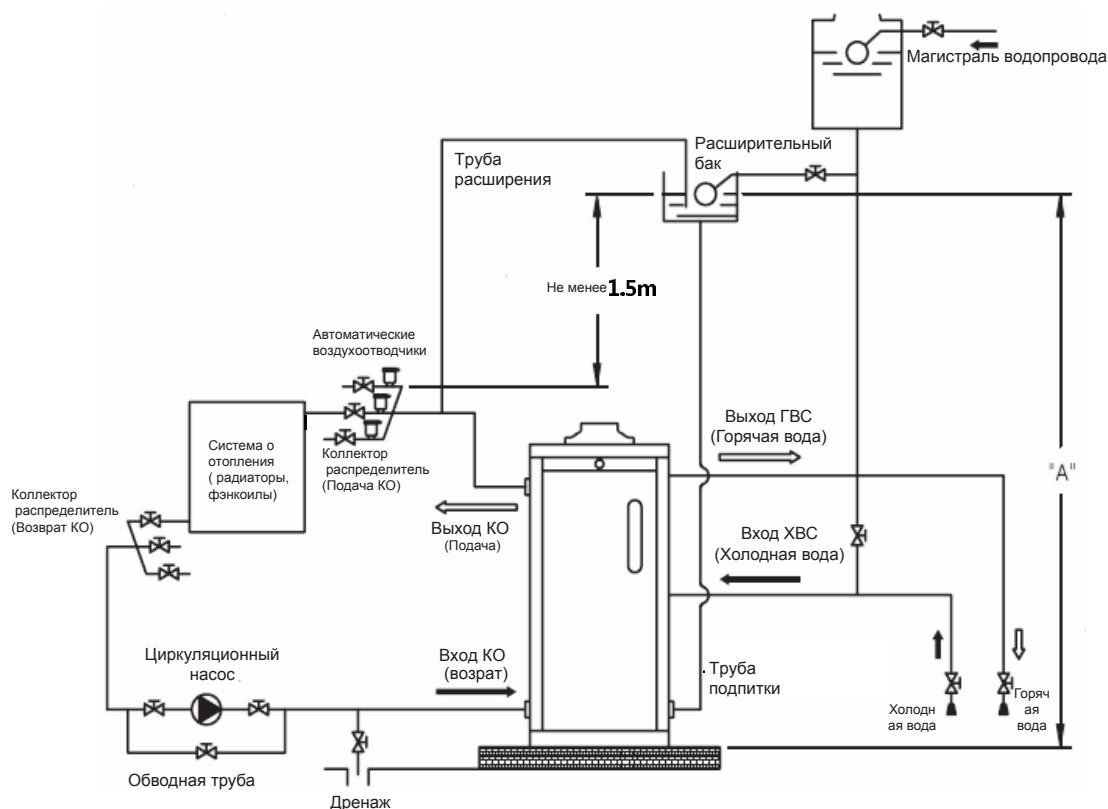 Магистраль водопровода
Расширительный
бак
Труба
расширения
Не менее 1.5m
Автоматические
воздухоотводчики
Система о
отопления
( радиаторы,
фэнкоилы)
Коллектор
распределитель
(Подача КО)
Выход ГВС
(Горячая вода)
"A"
Коллектор
распределитель
(Возврат КО)
Выход КО
(Подача)
Вход ХВС
(Холодная вода)
Циркуляционный
насос
Вход КО
(возрат)
Труба
подпитки
Холодн
ая вода
Горяч
ая
вода
Обводная труба
Дренаж